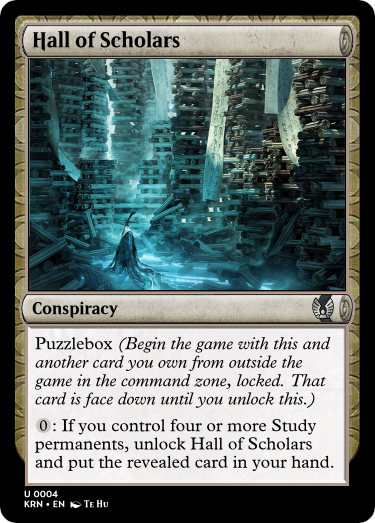 Hall of Scholars
Conspiracy
Puzzlebox (Begin the game with this and
another card you own from outside the
game in the command zone, locked. That
card is face down until you unlock this.)
0: If you control four or more Study
permanents, unlock Hall of Scholars
and put the revealed card in your hand.
U 0004
KRN • EN Te Hu